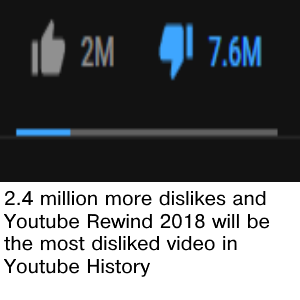 2M 7.6M
2.4 million more dislikes and
Youtube Rewind 2018 will be
the most disliked video in
Youtube History